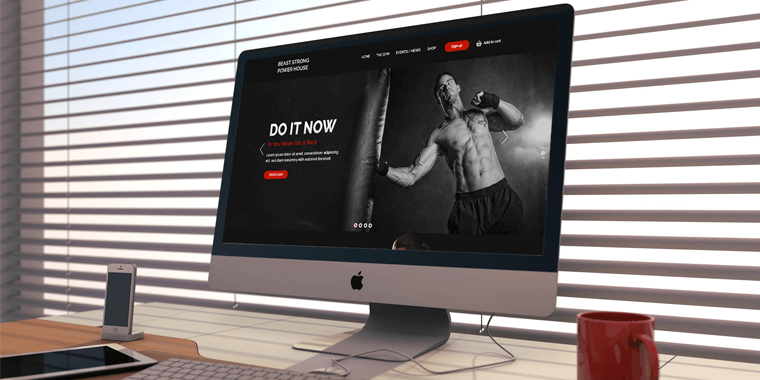 BEAST STRONG
POWER HOUSE
HOME
THE GYM
EVENTS / NEWS
SHOP
Sign up
Add to cart
DO IT NOW
Or You Never Get It Back
Lorem ipsum dolor sit amet, consectetuer adipiscing
elit, sed diam nonummy nibh euismod tincidunt.